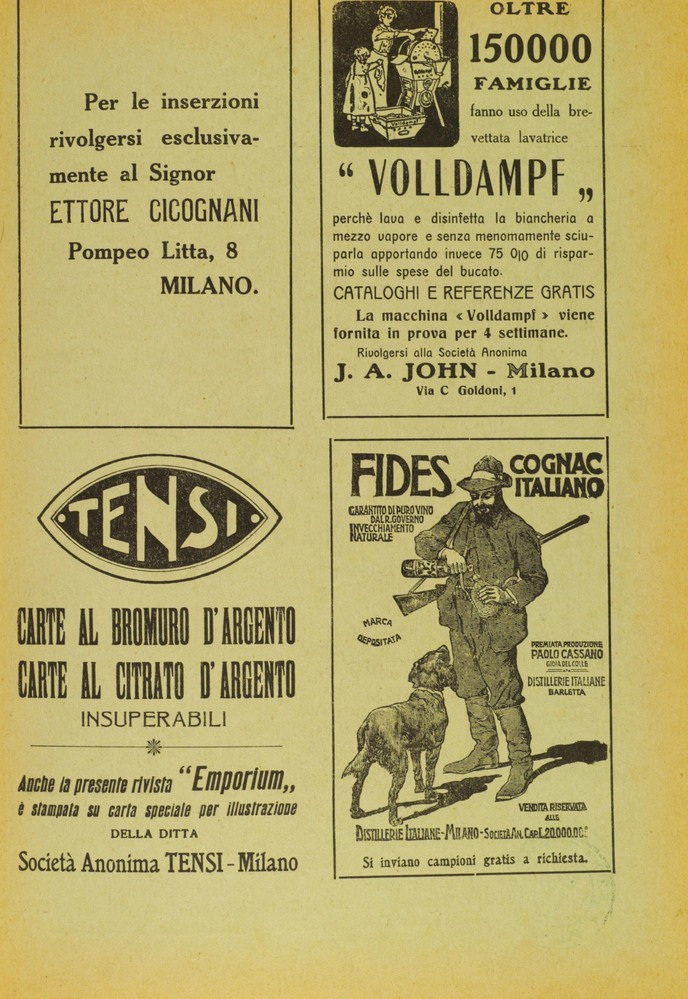 Per le inserzioni
rivolgersi esclusiva-
mente al Signor
ETTORE CICOGNANI
Pompeo Litta, 8
MILANO.
OLTRE
150000
FAMIGLIE
fanno uso della bre-
vettata lavatrice
“ VOLLDAMPF „
perchè lava e disinfetta la biancheria a
mezzo vapore e senza menomamente sciu-
parla apportando invece 75 0|0 di rispar-
mio sulle spese del bucato.
CATALOGHI E REFERENZE GRATIS
La macchina « Volldampf » viene
fornita in prova per 4 settimane.
Rivolgersi alla Società Anonima
J. A. JOHN - Milano
Via C Goldoni, 1
TENSI
CARTE AL BROMURO D'ARGENTO
CARTE AL CITRATO D'ARGENTO
INSUPERABILI
Anche la presente rivista “Emporium„
è stampata su carta speciale per illustrazione
DELLA DITTA
Società Anonima TENSI - Milano
FIDES COGNAC
ITALIANO
GARANTITO DI PURO VINO
DAL R. GOVERNO
INVECCHIAMENTO
NATURALE
MARCA
DEPOSITATA
PREMIATA PRODUZIONE
PAOLO CASSANO
GIOIA DEL COLLE
DISTILLERIE ITALIANE
BARLETTA
VENDITA RISERVATA
ALLE
DISTILLERIE ITALIANE-MILANO-SOCIETÀ AN. CAP. L. 20.000.000
Si inviano campioni gratis a richiesta.